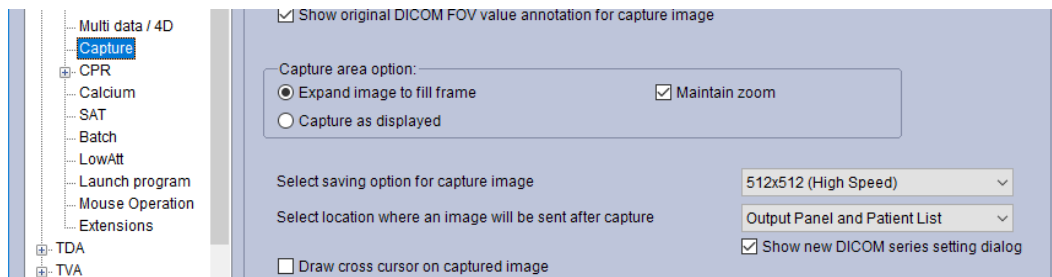 Multi data / 4D
Capture
CPR
Calcium
SAT
Batch
LowAtt
Launch program
Mouse Operation
Extensions
TDA
TVA
Show original DICOM FOV value annotation for capture image
Capture area option:
Expand image to fill frame
Maintain zoom
Capture as displayed
Select saving option for capture image
512x512 (High Speed)
Select location where an image will be sent after capture
Output Panel and Patient List
Show new DICOM series setting dialog
Draw cross cursor on captured image